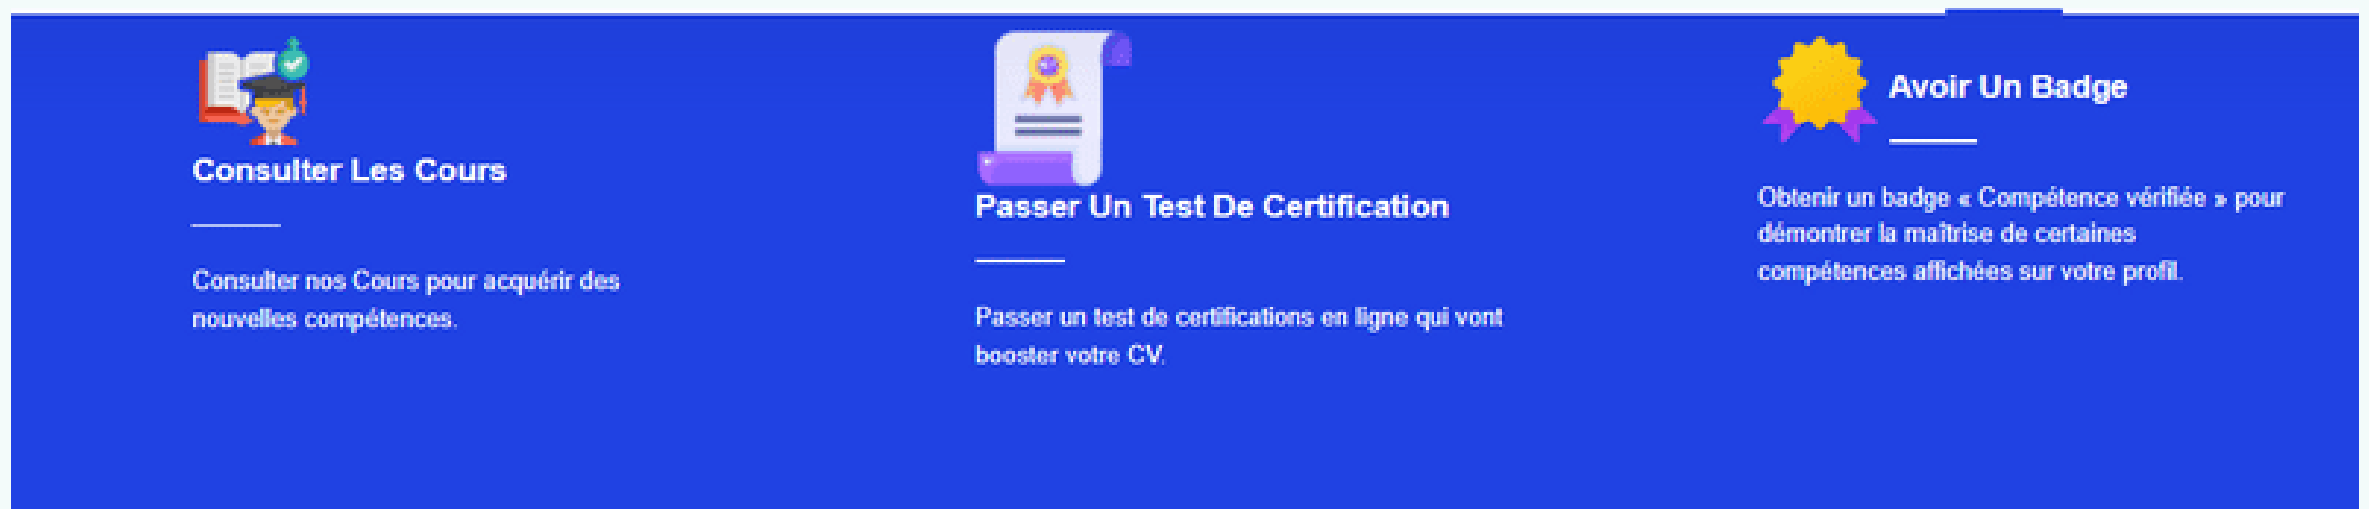 Consulter Les Cours
Consulter nos Cours pour acquérir des
nouvelles compétences.
Passer Un Test De Certification
Passer un test de certifications en ligne qui vont
booster votre CV.
Avoir Un Badge
Obtenir un badge « Compétence vérifiée » pour
démontrer la maîtrise de certaines
compétences affichées sur votre profil.